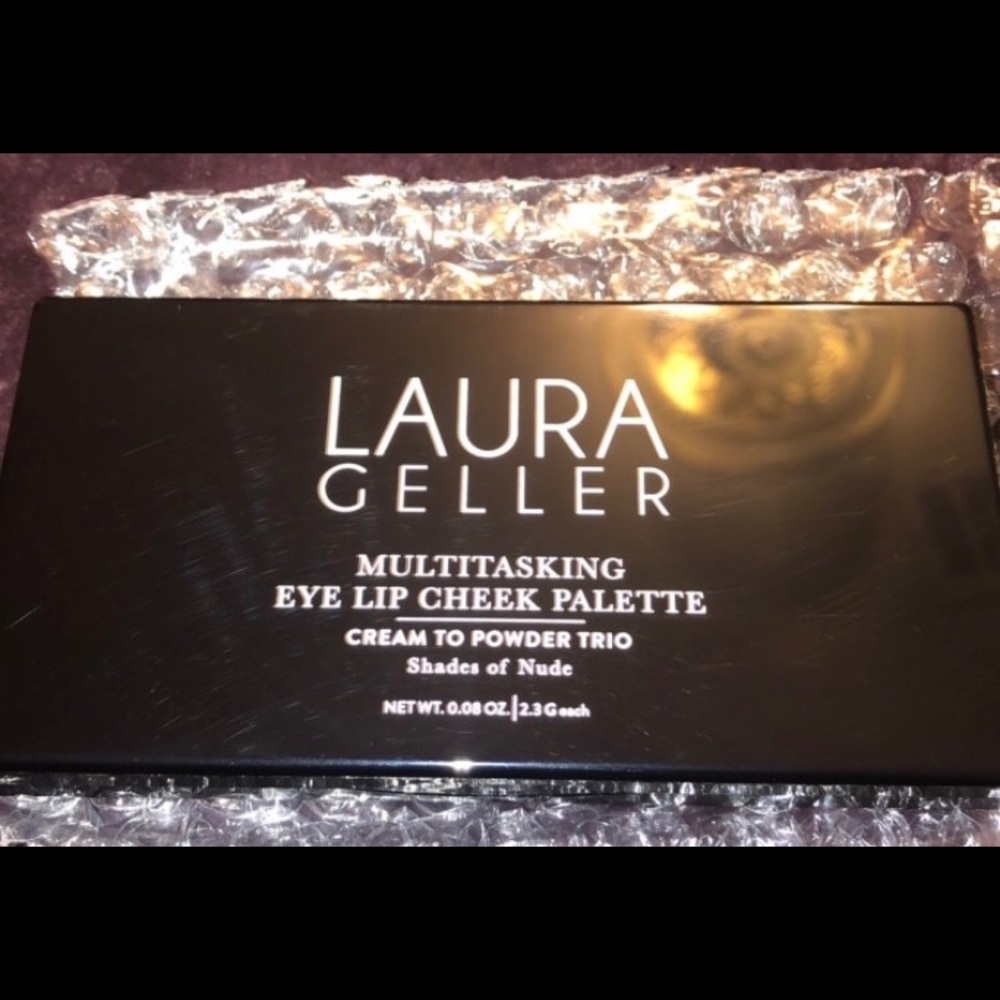 LAURA
GELLER
MULTITASKING
EYE LIP CHEEK PALETTE
CREAM TO POWDER TRIO
Shades of Nude
NET WT. 0.08 OZ.|2.3 G each